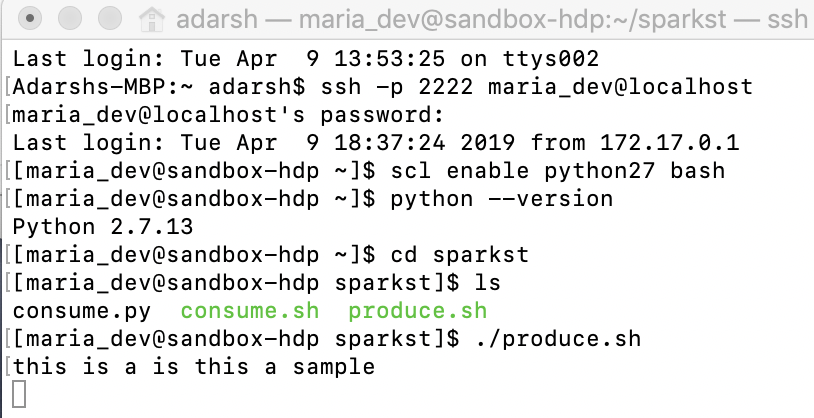 adarsh — maria_dev@sandbox-hdp:~/sparkst — ssh
Last login: Tue Apr  9 13:53:25 on ttys002
[Adarshs-MBP:~ adarsh$ ssh -p 2222 maria_dev@localhost
[maria_dev@localhost's password:
Last login: Tue Apr  9 18:37:24 2019 from 172.17.0.1
[[maria_dev@sandbox-hdp ~]$ scl enable python27 bash
[[maria_dev@sandbox-hdp ~]$ python --version
Python 2.7.13
[[maria_dev@sandbox-hdp ~]$ cd sparkst
[[maria_dev@sandbox-hdp sparkst]$ ls
consume.py  consume.sh  produce.sh
[[maria_dev@sandbox-hdp sparkst]$ ./produce.sh
[this is a is this a sample